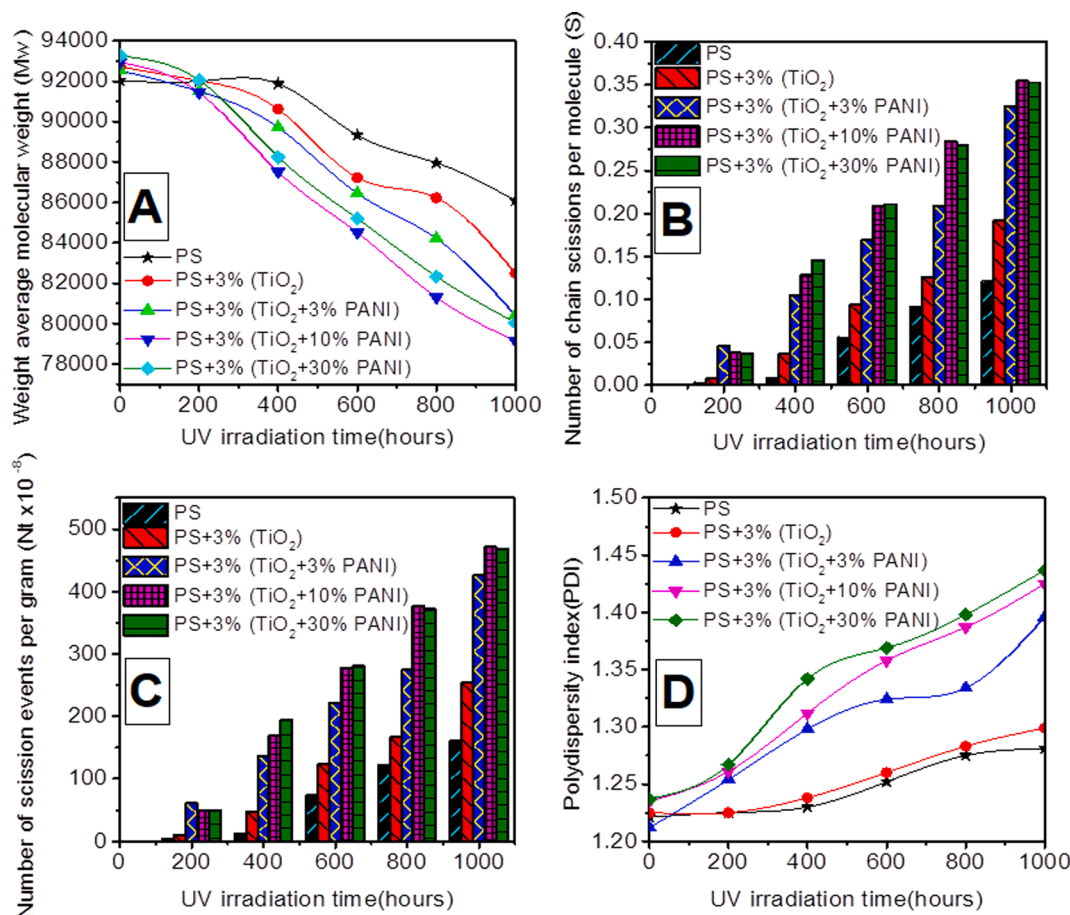 Weight average molecular weight (Mw)
94000
92000
90000
88000
86000
84000
82000
80000
78000
A
PS
PS+3% (TiO₂)
PS+3% (TiO₂+3% PANI)
PS+3% (TiO₂+10% PANI)
PS+3% (TiO₂+30% PANI)
0 200 400 600 800 1000
UV irradiation time(hours)
Number of chain scissions per molecule (S)
0.40
0.35
0.30
0.25
0.20
0.15
0.10
0.05
0.00
PS
PS+3% (TiO₂)
PS+3% (TiO₂+3% PANI)
PS+3% (TiO₂+10% PANI)
PS+3% (TiO₂+30% PANI)
B
0 200 400 600 800 1000
UV irradiation time(hours)
Number of scission events per gram (Nt x10⁻⁸)
500
400
300
200
100
0
PS
PS+3% (TiO₂)
PS+3% (TiO₂+3% PANI)
PS+3% (TiO₂+10% PANI)
PS+3% (TiO₂+30% PANI)
C
0 200 400 600 800 1000
UV irradiation time(hours)
Polydispersity index(PDI)
1.50
1.45
1.40
1.35
1.30
1.25
1.20
PS
PS+3% (TiO₂)
PS+3% (TiO₂+3% PANI)
PS+3% (TiO₂+10% PANI)
PS+3% (TiO₂+30% PANI)
D
0 200 400 600 800 1000
UV irradiation time(hours)